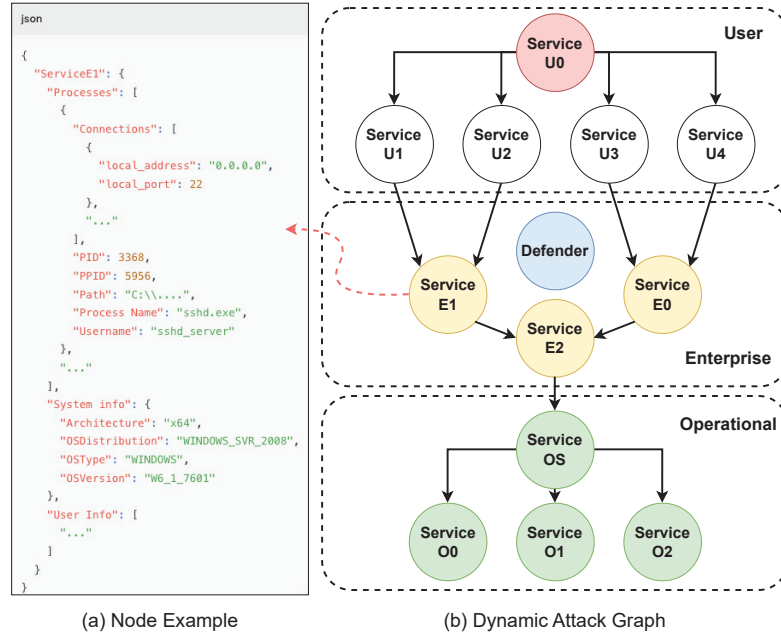 json
{
"ServiceE1": {
"Processes": [
{
"Connections": [
{
"local_address": "0.0.0.0",
"local_port": 22
},
"..."
],
"PID": 3368,
"PPID": 5956,
"Path": "C:\\....",
"Process Name": "sshd.exe",
"Username": "sshd_server"
},
"..."
],
"System info": {
"Architecture": "x64",
"OSDistribution": "WINDOWS_SVR_2008",
"OSType": "WINDOWS",
"OSVersion": "W6_1_7601"
},
"User Info": [
"..."
]
}
}
(a) Node Example
User
Service
U0
Service
U1
Service
U2
Service
U3
Service
U4
Defender
Service
E1
Service
E0
Service
E2
Enterprise
Operational
Service
OS
Service
O0
Service
O1
Service
O2
(b) Dynamic Attack Graph